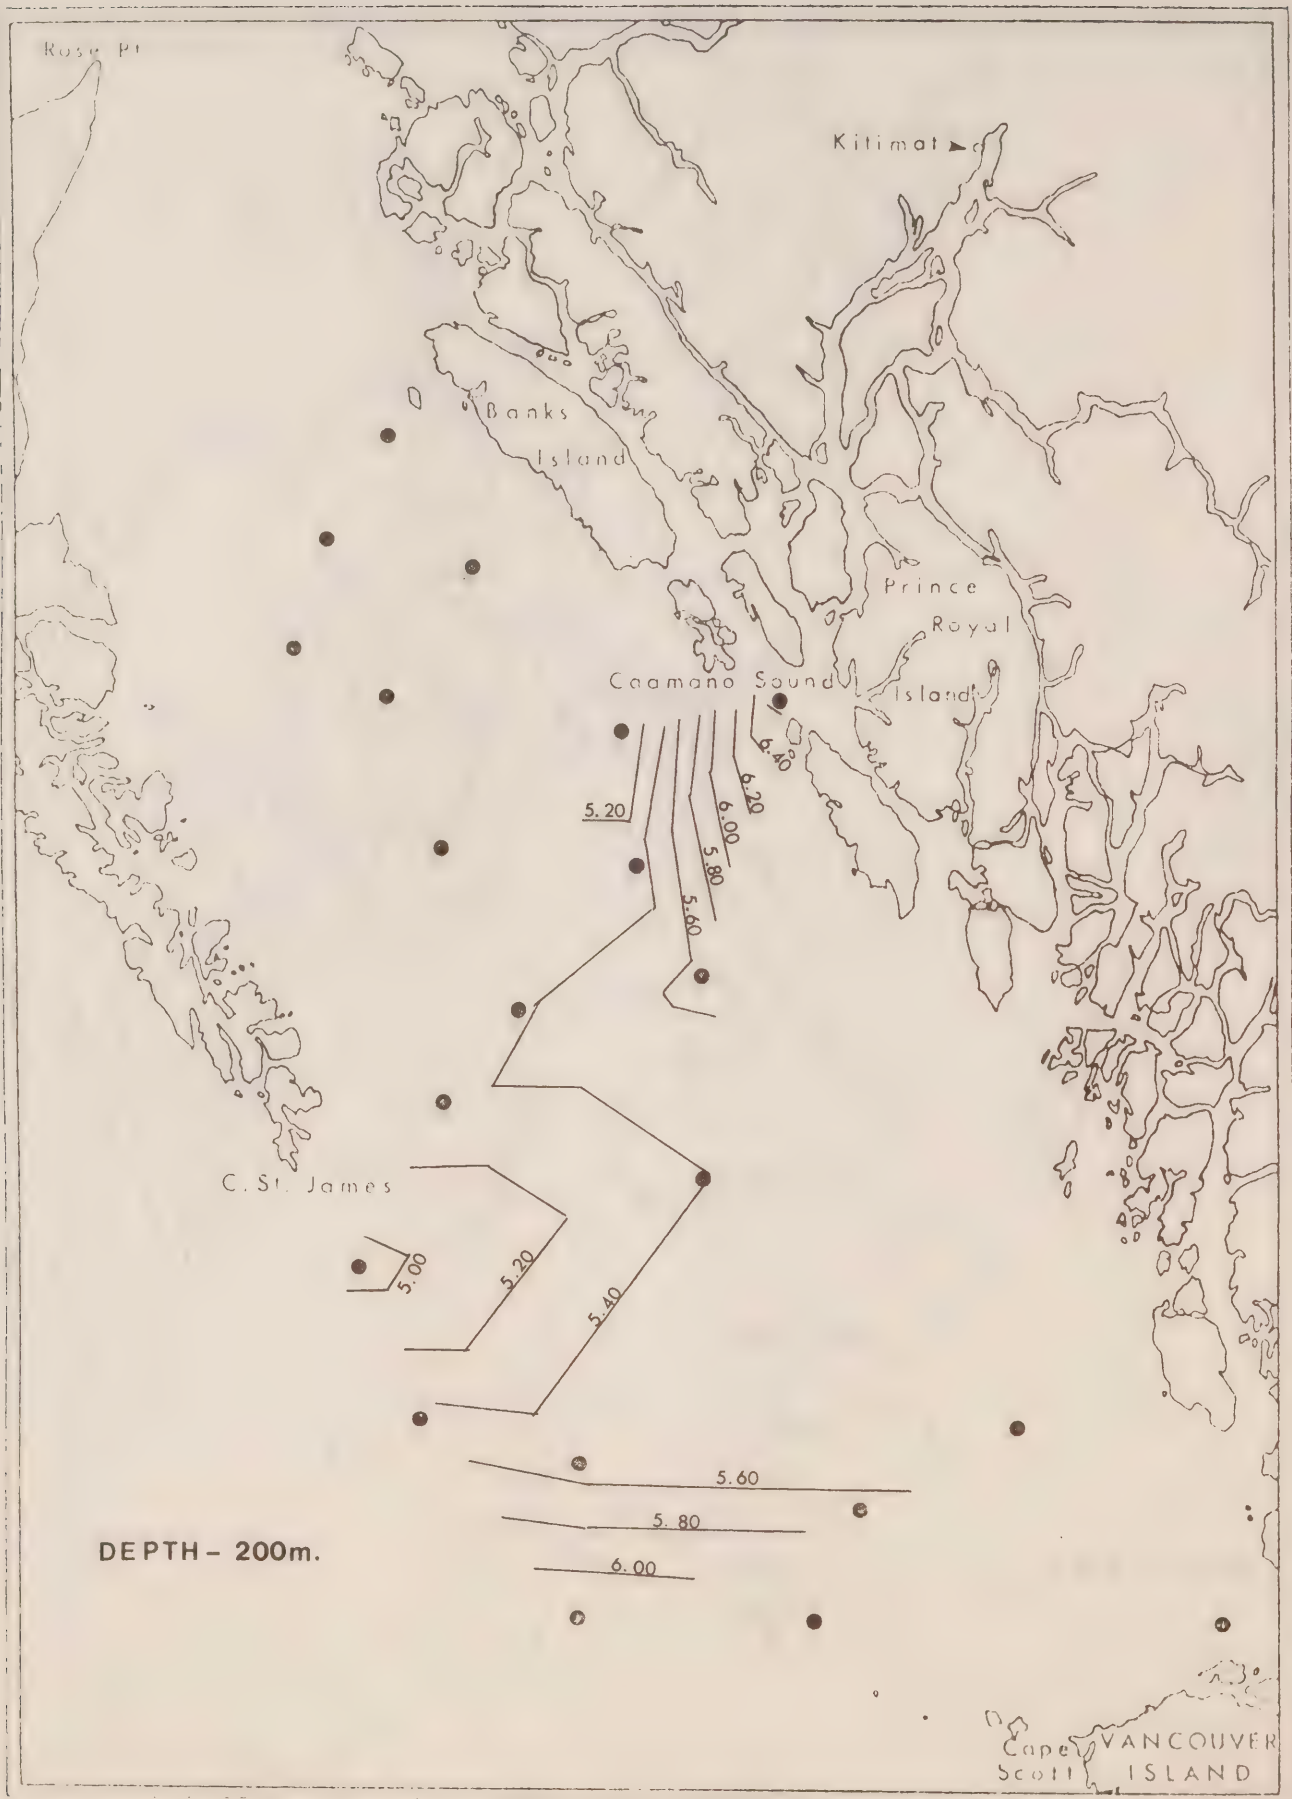 Rose Pt
Kitimat
Banks
Island
Prince
Royal
Island
Caamano Sound
6.40
6.20
5.20
6.00
5.80
5.60
C. St. James
5.00
5.20
5.40
5.60
5.80
DEPTH - 200m.
6.00
Cape
Scott
VANCOUVER
ISLAND